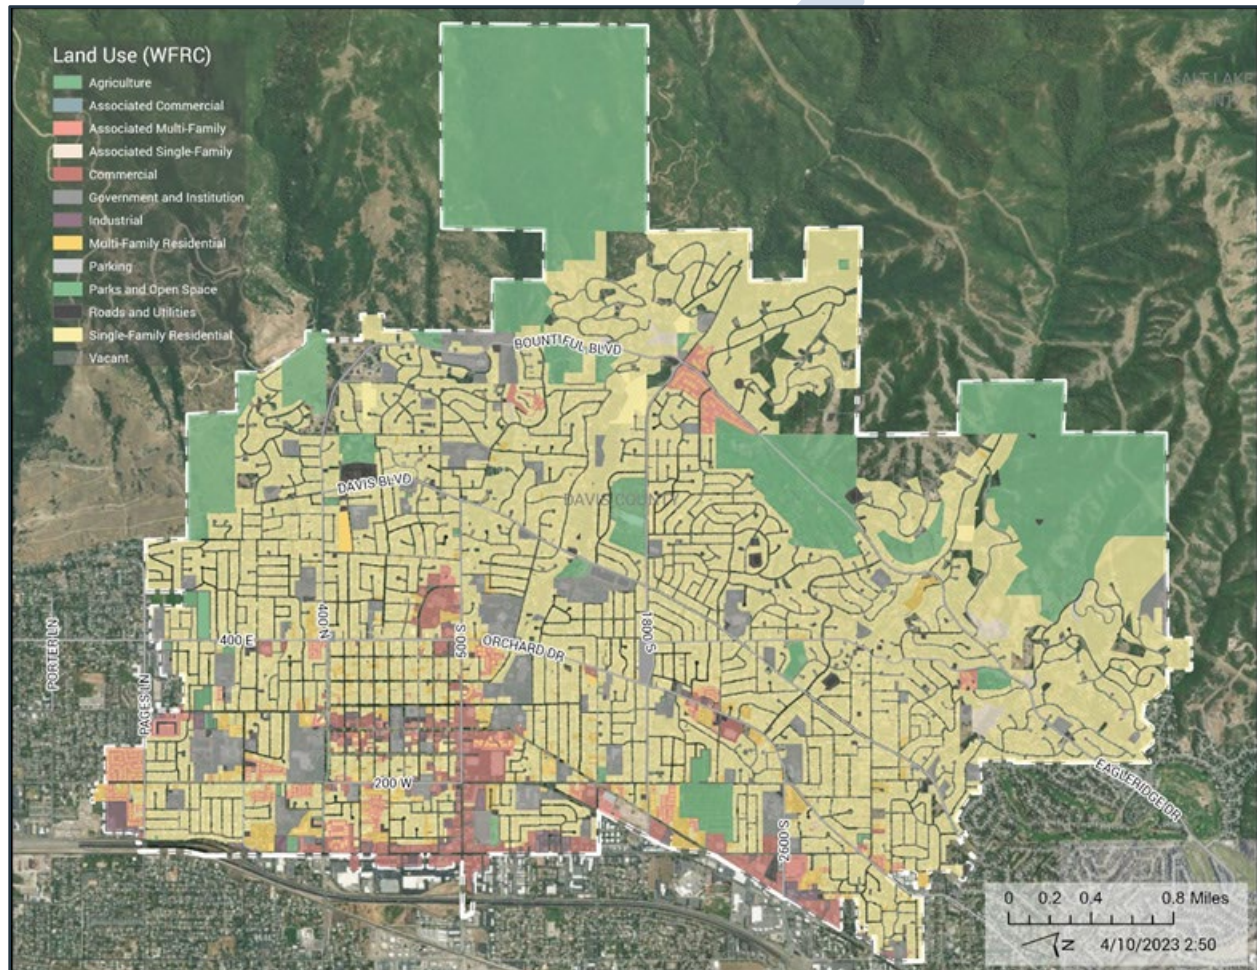 Land Use (WFRC)
Agriculture
Associated Commercial
Associated Multi-Family
Associated Single-Family
Commercial
Government and Institution
Industrial
Multi-Family Residential
Parking
Parks and Open Space
Roads and Utilities
Single-Family Residential
Vacant
SALT LAKE
COUNTY
BOUNTIFUL BLVD
DAVIS BLVD
DAVIS COUNTY
PORTER LN
PAGES LN
400 E
400 N
500 S
ORCHARD DR
1800 S
200 W
2600 S
EAGLERIDGE DR
0 0.2 0.4 0.8 Miles
N 4/10/2023 2:50